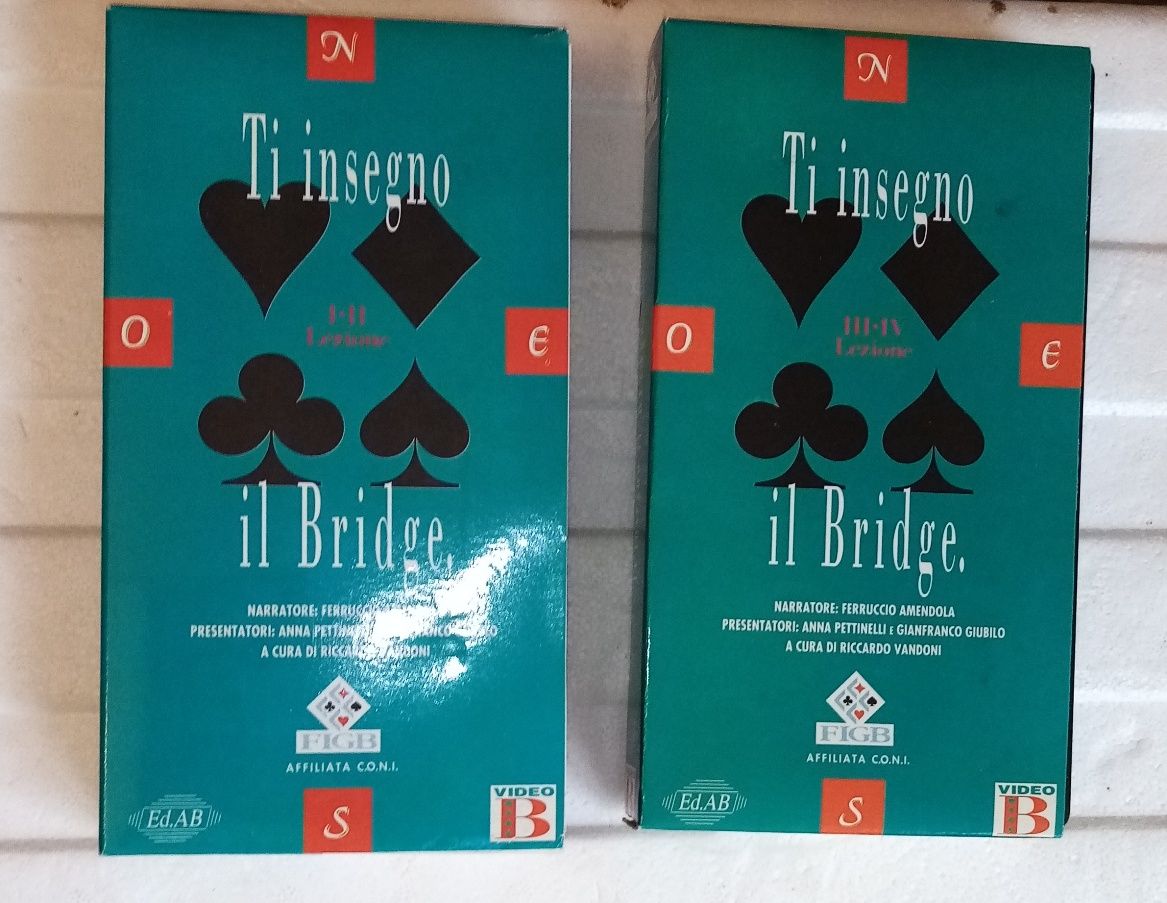 N
Ti insegno
I-II
Lezione
O
E
il Bridge.
NARRATORE:
PRESENTATORI: ANNA
A CURA DI RICCARDO VANDONI
FIGB
AFFILIATA C.O.N.I.
Ed.AB
S
VIDEO
B
N
Ti insegno
III-IV
Lezione
O
E
il Bridge.
NARRATORE: FERRUCCIO AMENDOLA
PRESENTATORI: ANNA PETTINELLI E GIANFRANCO GIUBILO
A CURA DI RICCARDO VANDONI
FIGB
AFFILIATA C.O.N.I.
Ed.AB
S
VIDEO
B